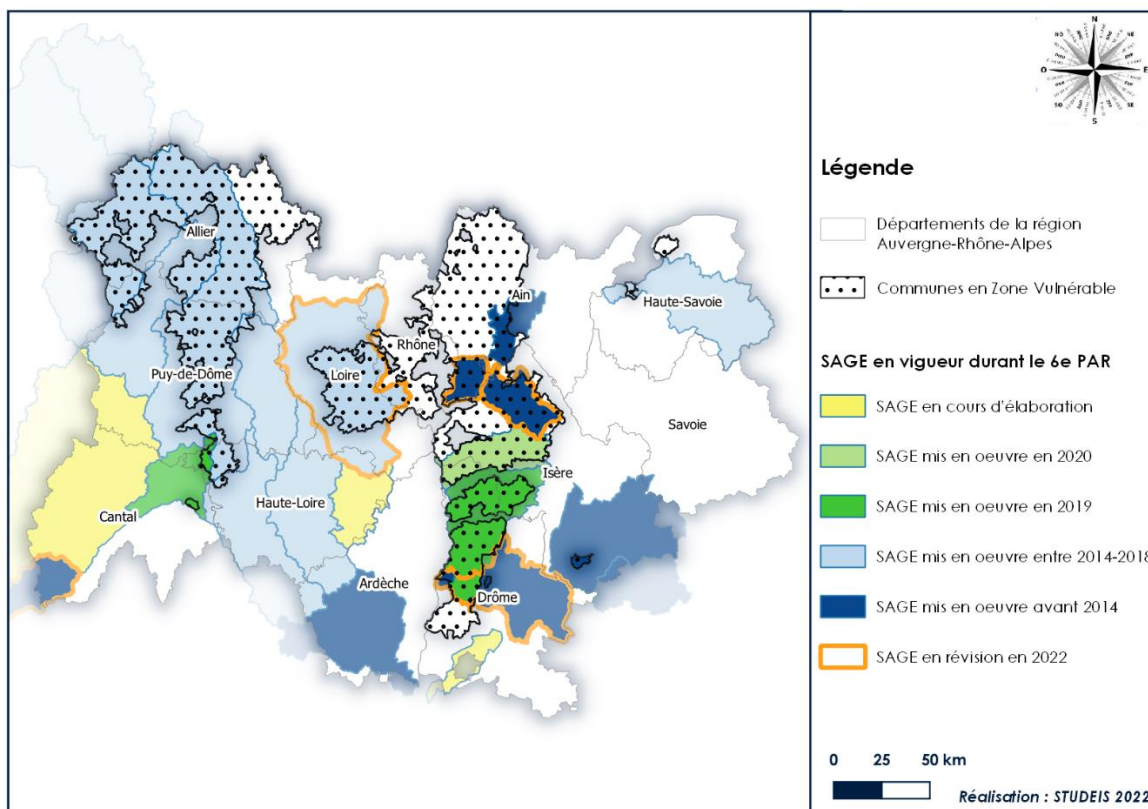 N
NO
NE
O
E
SO
SE
S
Légende
Départements de la région
Auvergne-Rhône-Alpes
Communes en Zone Vulnérable
SAGE en vigueur durant le 6e PAR
SAGE en cours d'élaboration
SAGE mis en oeuvre en 2020
SAGE mis en oeuvre en 2019
SAGE mis en oeuvre entre 2014-2018
SAGE mis en oeuvre avant 2014
SAGE en révision en 2022
0 25 50 km
Réalisation : STUDEIS 2022
Allier
Ain
Haute-Savoie
Rhône
Puy-de-Dôme
Loire
Savoie
Isère
Haute-Loire
Cantal
Ardèche
Drôme